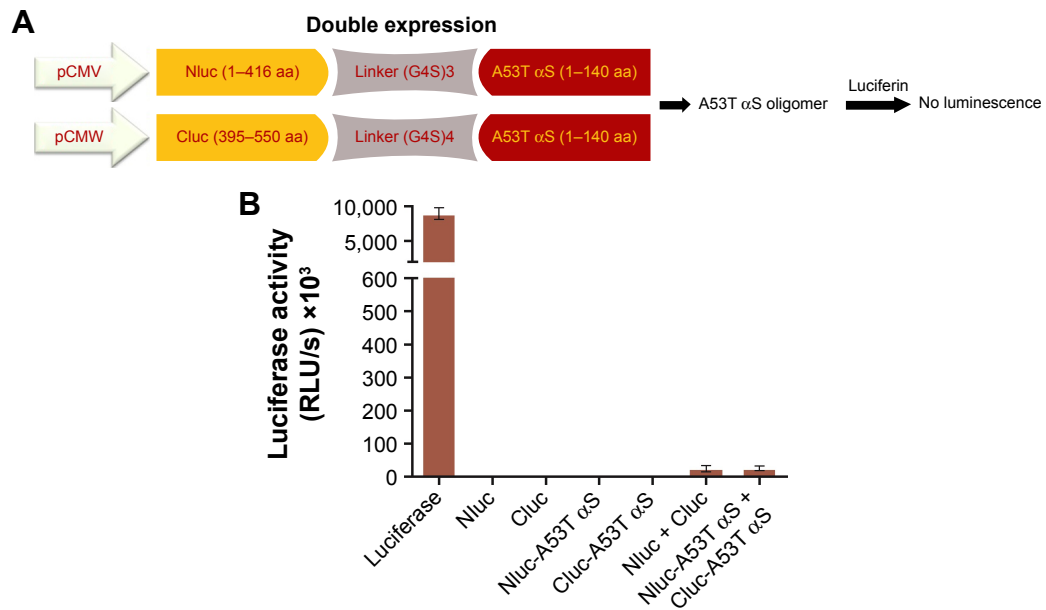 A
Double expression
pCMV
Nluc (1–416 aa)
Linker (G4S)3
A53T αS (1–140 aa)
pCMW
Cluc (395–550 aa)
Linker (G4S)4
A53T αS (1–140 aa)
A53T αS oligomer
Luciferin
No luminescence
B
Luciferase activity
(RLU/s) ×10³
10,000
5,000
600
500
400
300
200
100
0
Luciferase
Nluc
Cluc
Nluc-A53T αS
Cluc-A53T αS
Nluc + Cluc
Nluc-A53T αS +
Cluc-A53T αS